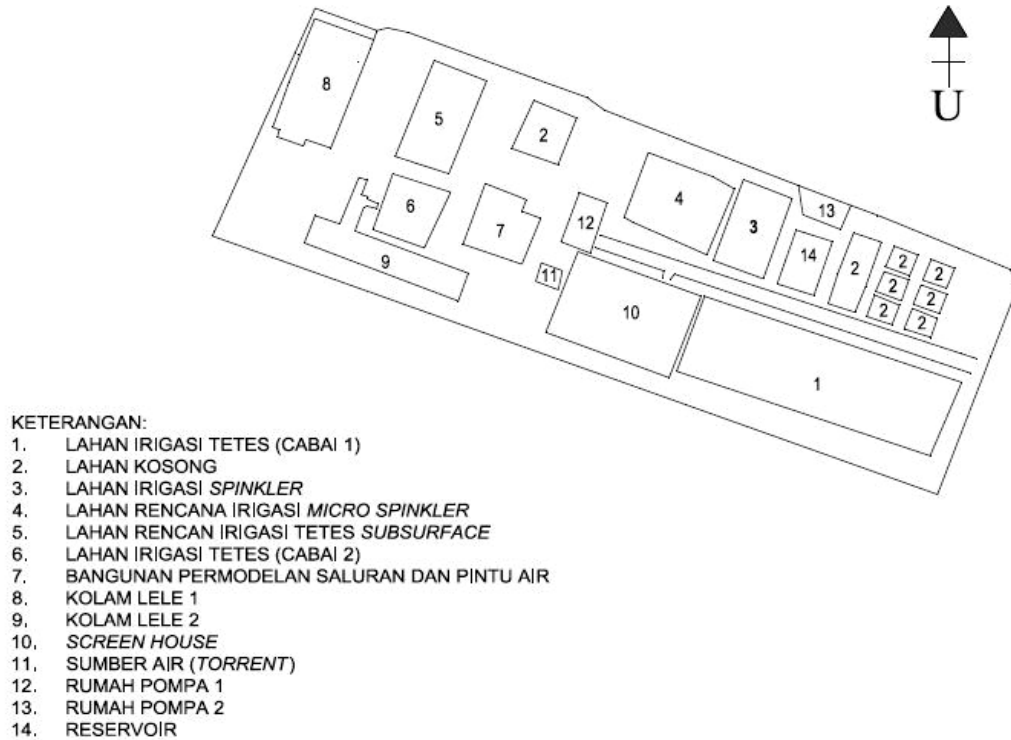 U
8
5
2
6
7
12
4
3
13
14
2
2
2
2
2
2
2
9
11
10
1
KETERANGAN:
1. LAHAN IRIGASI TETES (CABAI 1)
2. LAHAN KOSONG
3. LAHAN IRIGASI SPINKLER
4. LAHAN RENCANA IRIGASI MICRO SPINKLER
5. LAHAN RENCAN IRIGASI TETES SUBSURFACE
6. LAHAN IRIGASI TETES (CABAI 2)
7. BANGUNAN PERMODELAN SALURAN DAN PINTU AIR
8. KOLAM LELE 1
9. KOLAM LELE 2
10. SCREEN HOUSE
11. SUMBER AIR (TORRENT)
12. RUMAH POMPA 1
13. RUMAH POMPA 2
14. RESERVOIR